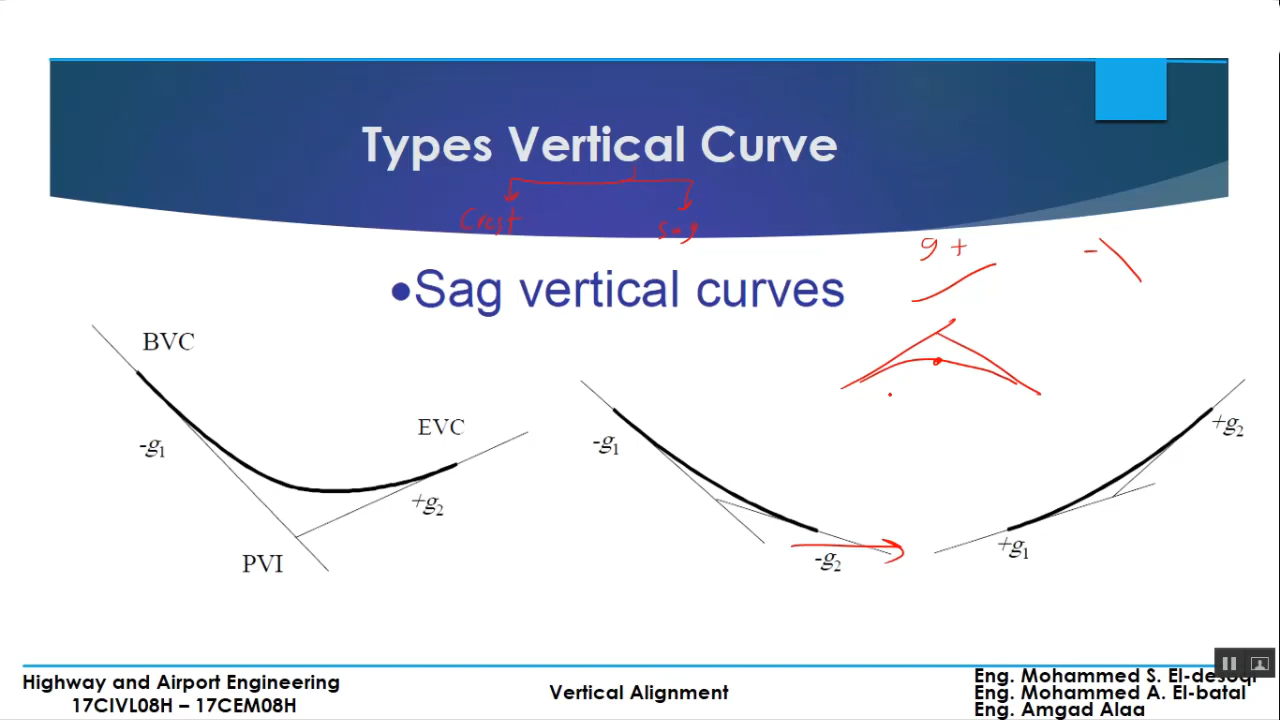 Types Vertical Curve
Crest
Sag
g +
-
•Sag vertical curves
BVC
-g1
EVC
+g2
PVI
-g1
-g2
+g2
+g1
Highway and Airport Engineering
17CIVL08H – 17CEM08H
Vertical Alignment
Eng. Mohammed S. El-desoqi
Eng. Mohammed A. El-batal
Eng. Amgad Alaa